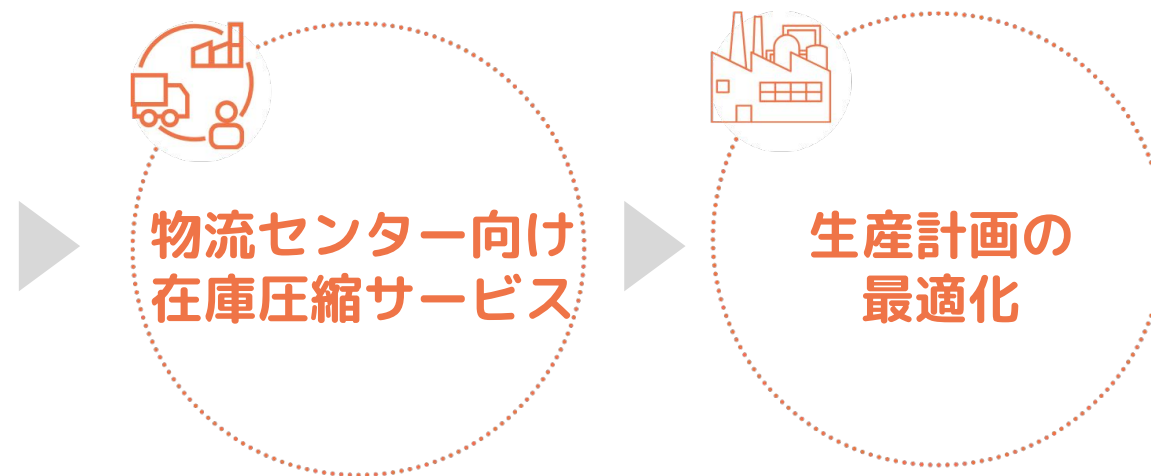 物流センター向け
在庫圧縮サービス
生産計画の
最適化